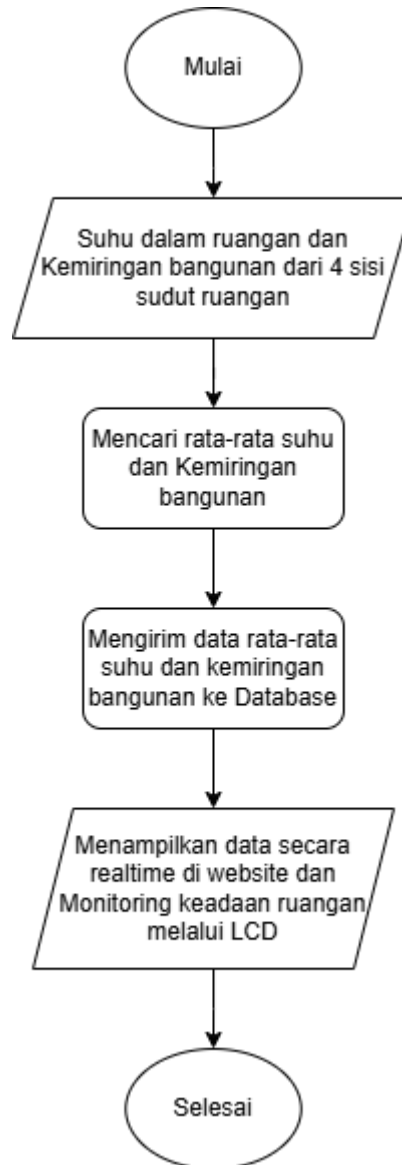 Mulai
Suhu dalam ruangan dan
Kemiringan bangunan dari 4 sisi
sudut ruangan
Mencari rata-rata suhu
dan Kemiringan
bangunan
Mengirim data rata-rata
suhu dan kemiringan
bangunan ke Database
Menampilkan data secara
realtime di website dan
Monitoring keadaan ruangan
melalui LCD
Selesai